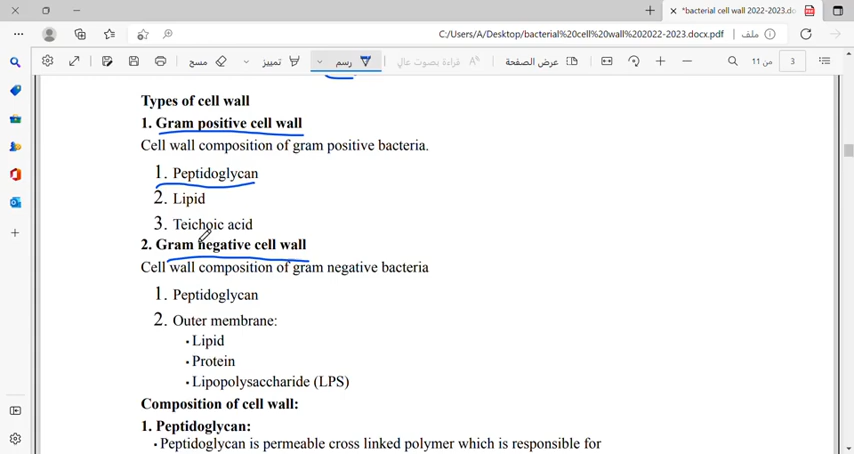 *bacterial cell wall 2022-2023.do
C:/Users/A/Desktop/bacterial%20cell%20wall%202022-2023.docx.pdf
ملف
مسح
تمييز
رسم
قراءة بصوت عالي
عرض الصفحة
من 11
3
Types of cell wall
1. Gram positive cell wall
Cell wall composition of gram positive bacteria.
1. Peptidoglycan
2. Lipid
3. Teichoic acid
2. Gram negative cell wall
Cell wall composition of gram negative bacteria
1. Peptidoglycan
2. Outer membrane:
• Lipid
• Protein
• Lipopolysaccharide (LPS)
Composition of cell wall:
1. Peptidoglycan:
• Peptidoglycan is permeable cross linked polymer which is responsible for